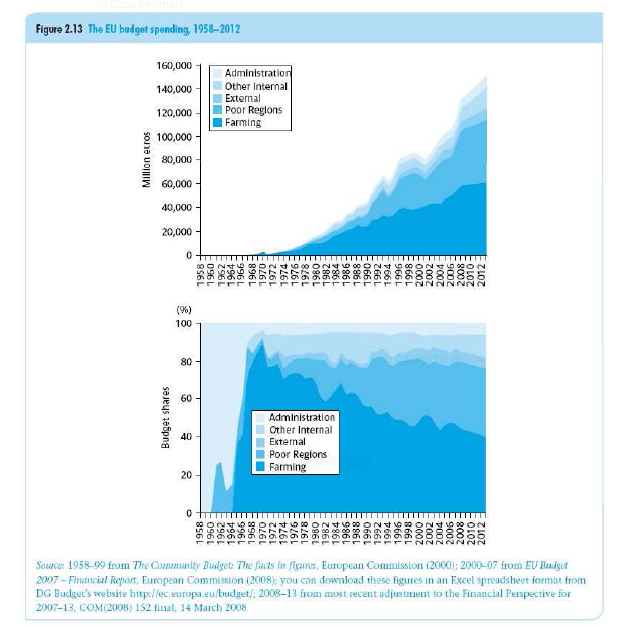 CourseSmart
Figure 2.13 The EU budget spending, 1958–2012
160,000
140,000
120,000
100,000
80,000
60,000
40,000
20,000
0
Million euros
Administration
Other Internal
External
Poor Regions
Farming
1958 1960 1962 1964 1966 1968 1970 1972 1974 1976 1978 1980 1982 1984 1986 1988 1990 1992 1994 1996 1998 2000 2002 2004 2006 2008 2010 2012
(%)
100
80
60
40
20
0
Budget shares
Administration
Other Internal
External
Poor Regions
Farming
1958 1960 1962 1964 1966 1968 1970 1972 1974 1976 1978 1980 1982 1984 1986 1988 1990 1992 1994 1996 1998 2000 2002 2004 2006 2008 2010 2012
Source: 1958–99 from The Community Budget: The facts in figures, European Commission (2000); 2000–07 from EU Budget
2007 – Financial Report, European Commission (2008); you can download these figures in an Excel spreadsheet format from
DG Budget's website http://ec.europa.eu/budget/; 2008–13 from most recent adjustment to the Financial Perspective for
2007–13, COM(2008) 152 final, 14 March 2008